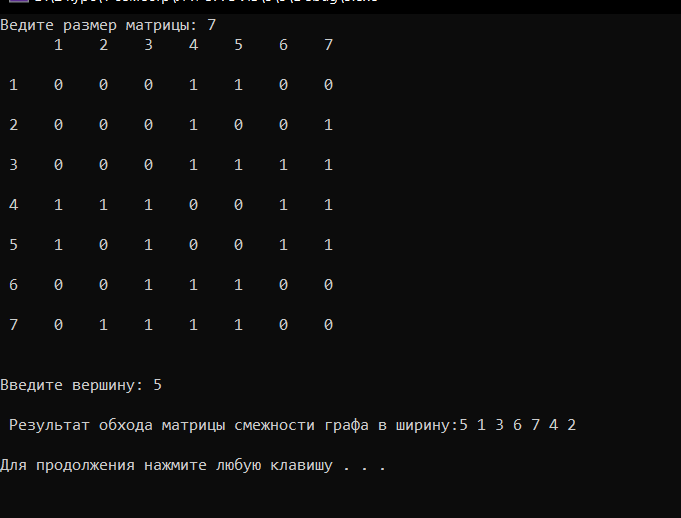 Ведите размер матрицы: 7
1 2 3 4 5 6 7
1 0 0 0 1 1 0 0
2 0 0 0 1 0 0 1
3 0 0 0 1 1 1 1
4 1 1 1 0 0 1 1
5 1 0 1 0 0 1 1
6 0 0 1 1 1 0 0
7 0 1 1 1 1 0 0
Введите вершину: 5
Результат обхода матрицы смежности графа в ширину:5 1 3 6 7 4 2
Для продолжения нажмите любую клавишу . . .